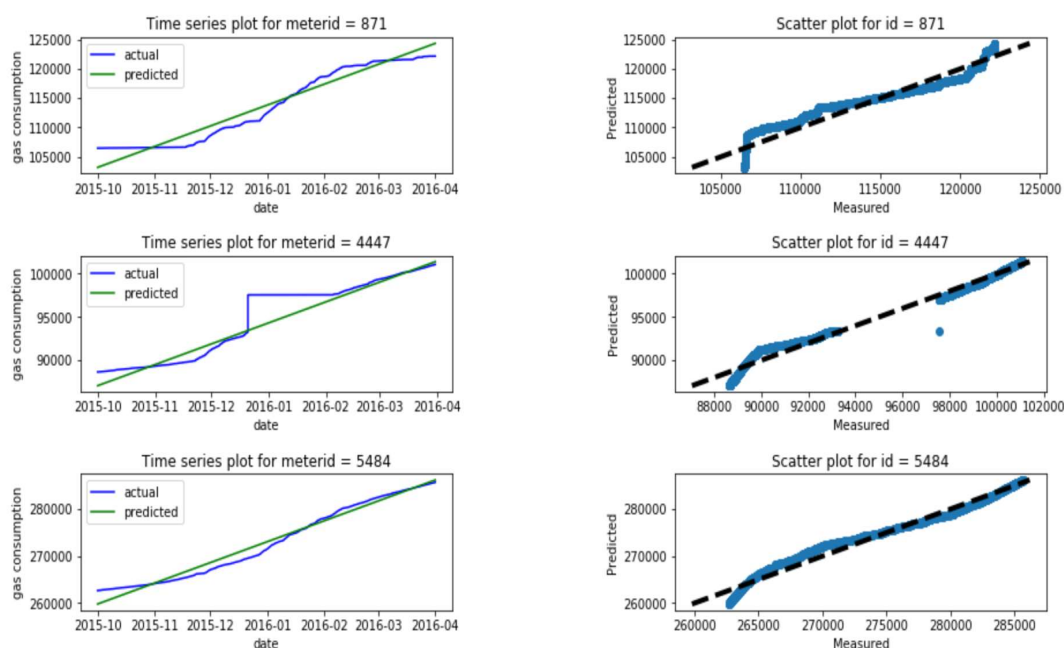 Time series plot for meterid = 871
125000
120000
115000
110000
105000
gas consumption
actual
predicted
2015-10 2015-11 2015-12 2016-01 2016-02 2016-03 2016-04
date
Scatter plot for id = 871
Predicted
125000
120000
115000
110000
105000
105000 110000 115000 120000 125000
Measured
Time series plot for meterid = 4447
100000
95000
90000
gas consumption
actual
predicted
2015-10 2015-11 2015-12 2016-01 2016-02 2016-03 2016-04
date
Scatter plot for id = 4447
Predicted
100000
95000
90000
88000 90000 92000 94000 96000 98000 100000 102000
Measured
Time series plot for meterid = 5484
280000
270000
260000
gas consumption
actual
predicted
2015-10 2015-11 2015-12 2016-01 2016-02 2016-03 2016-04
date
Scatter plot for id = 5484
Predicted
280000
270000
260000
260000 265000 270000 275000 280000 285000
Measured